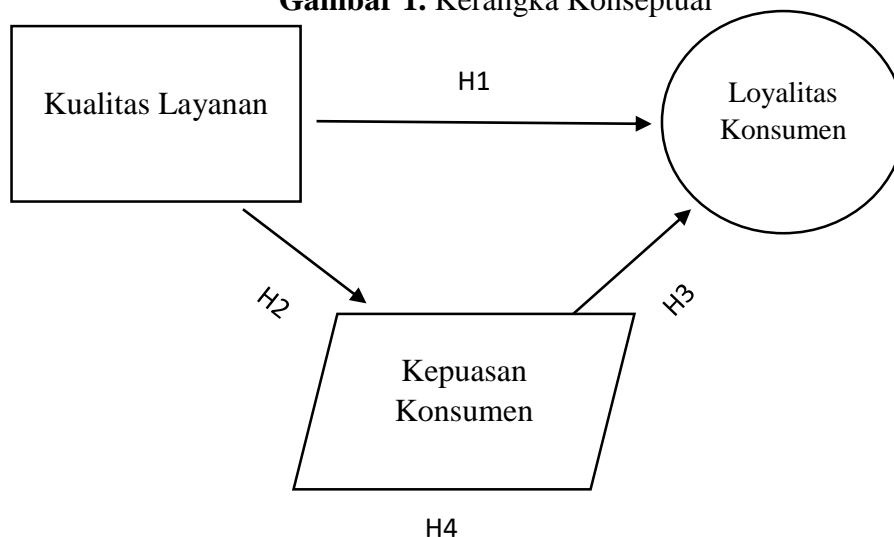 Gambar 1. Kerangka Konseptual
H1
Kualitas Layanan
Loyalitas
Konsumen
H2
H3
Kepuasan
Konsumen
H4